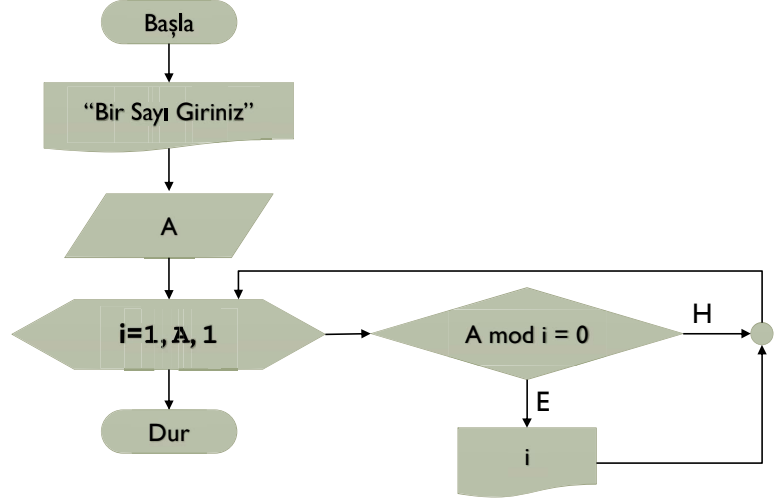 Başla
“Bir Sayı Giriniz”
A
i=1, A, 1
A mod i = 0
H
E
i
Dur